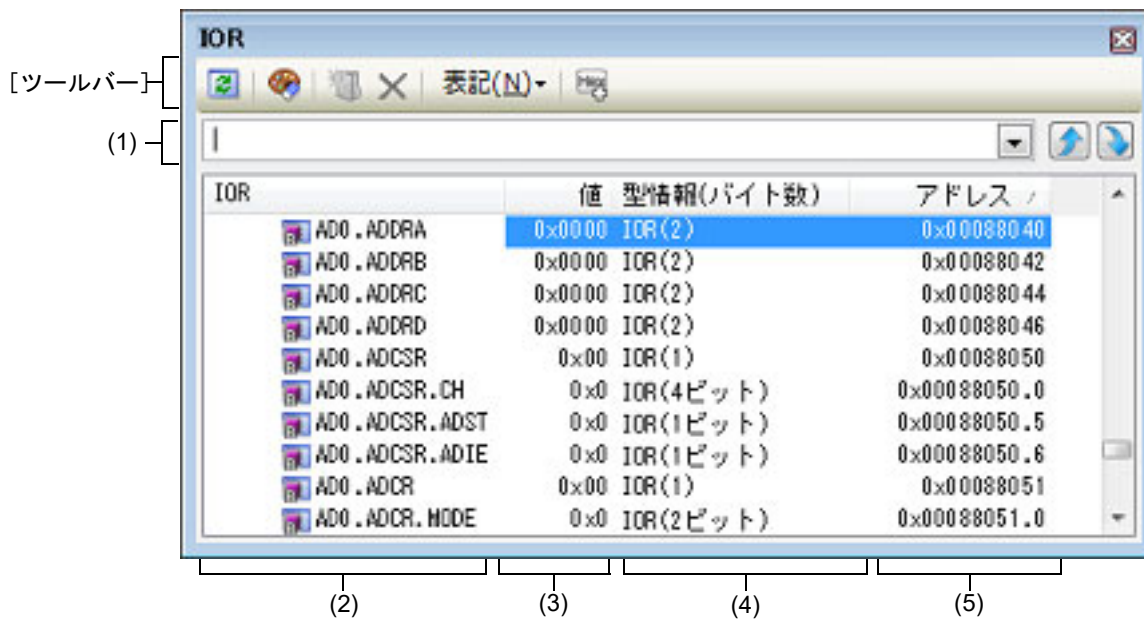 IOR
[ツールバー]
表記(N)
Hex
(1)
IOR 値 型情報(バイト数) アドレス
AD0.ADDRA 0x0000 IOR(2) 0x00088040
AD0.ADDRB 0x0000 IOR(2) 0x00088042
AD0.ADDRC 0x0000 IOR(2) 0x00088044
AD0.ADDRD 0x0000 IOR(2) 0x00088046
AD0.ADCSR 0x00 IOR(1) 0x00088050
AD0.ADCSR.CH 0x0 IOR(4ビット) 0x00088050.0
AD0.ADCSR.ADST 0x0 IOR(1ビット) 0x00088050.5
AD0.ADCSR.ADIE 0x0 IOR(1ビット) 0x00088050.6
AD0.ADCR 0x00 IOR(1) 0x00088051
AD0.ADCR.MODE 0x0 IOR(2ビット) 0x00088051.0
(2) (3) (4) (5)